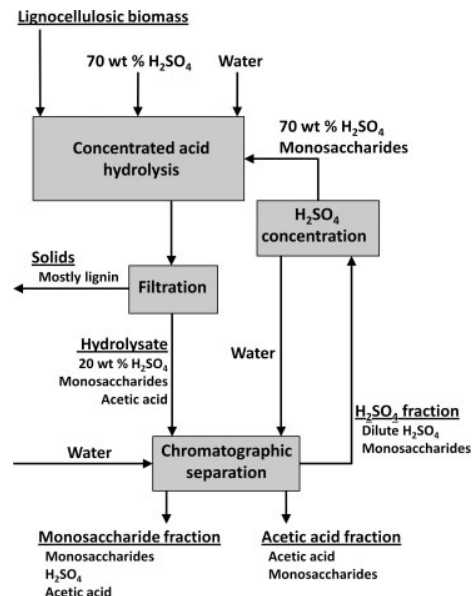 Lignocellulosic biomass
70 wt % H₂SO₄
Water
70 wt % H₂SO₄
Monosaccharides
Concentrated acid
hydrolysis
H₂SO₄
concentration
Solids
Mostly lignin
Filtration
Hydrolysate
20 wt % H₂SO₄
Monosaccharides
Acetic acid
Water
H₂SO₄ fraction
Dilute H₂SO₄
Monosaccharides
Water
Chromatographic
separation
Monosaccharide fraction
Monosaccharides
H₂SO₄
Acetic acid
Acetic acid fraction
Acetic acid
Monosaccharides